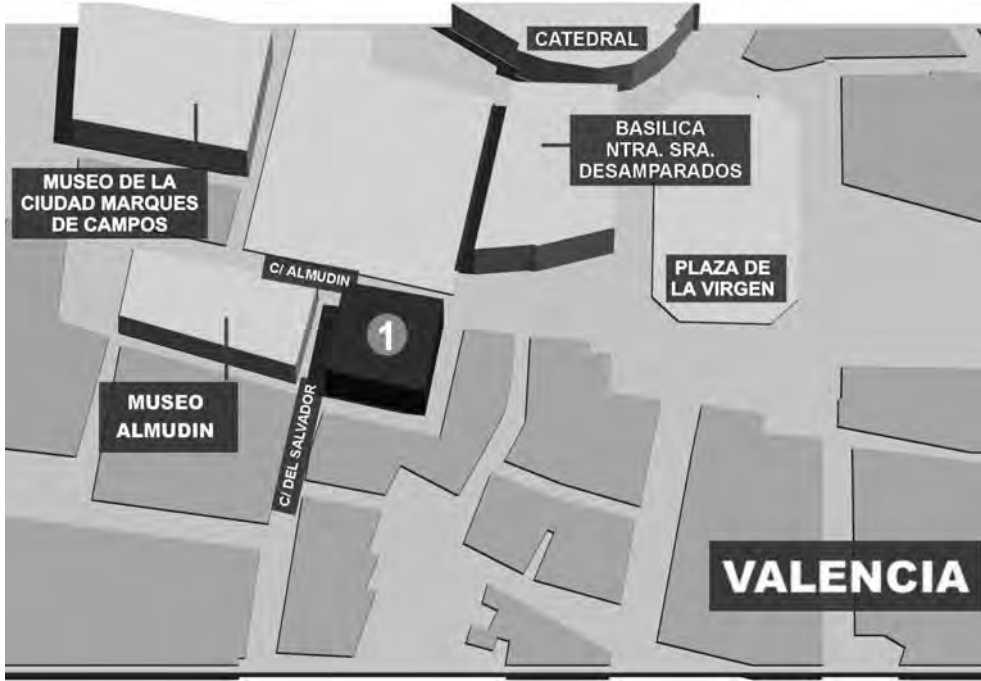 CATEDRAL
BASILICA
NTRA. SRA.
DESAMPARADOS
MUSEO DE LA
CIUDAD MARQUES
DE CAMPOS
C/ ALMUDIN
PLAZA DE
LA VIRGEN
1
MUSEO
ALMUDIN
C/ DEL SALVADOR
VALENCIA